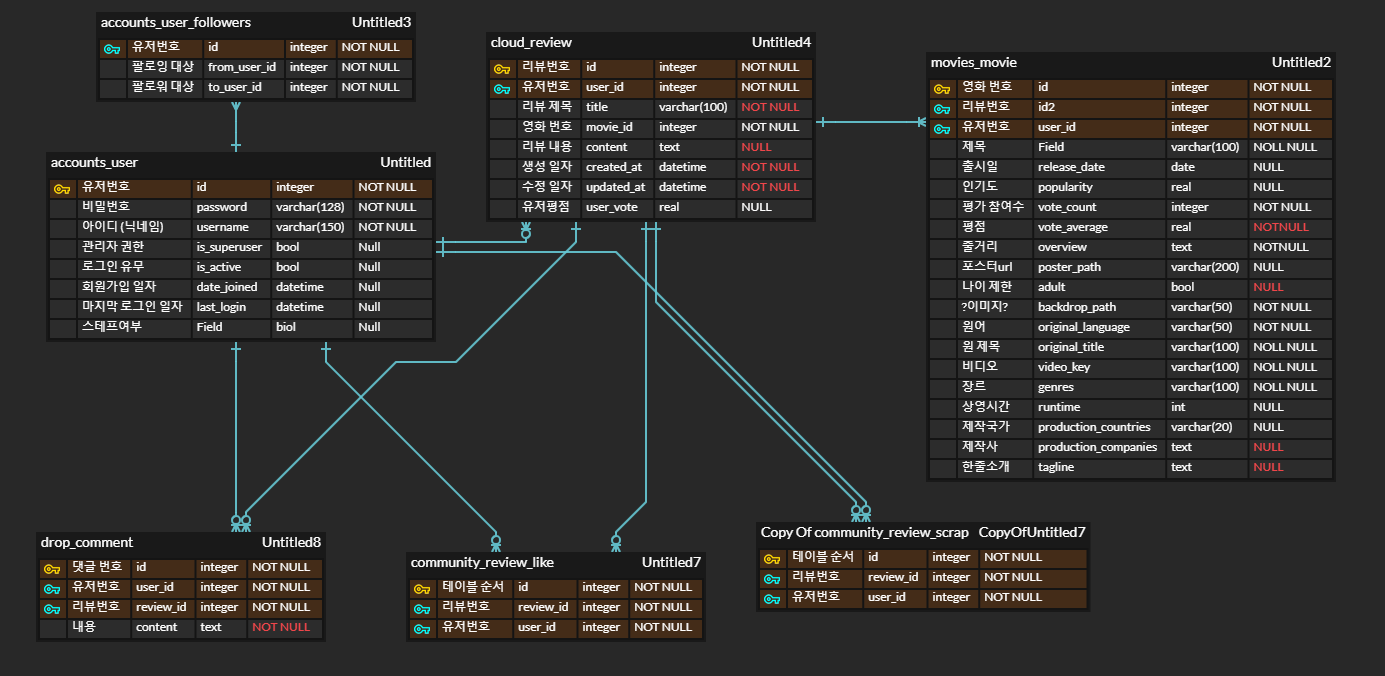 accounts_user_followers Untitled3
유저번호 id integer NOT NULL
팔로잉 대상 from_user_id integer NOT NULL
팔로워 대상 to_user_id integer NOT NULL
cloud_review Untitled4
리뷰번호 id integer NOT NULL
유저번호 user_id integer NOT NULL
리뷰 제목 title varchar(100) NOT NULL
영화 번호 movie_id integer NOT NULL
리뷰 내용 content text NULL
생성 일자 created_at datetime NOT NULL
수정 일자 updated_at datetime NOT NULL
유저평점 user_vote real NULL
movies_movie Untitled2
영화 번호 id integer NOT NULL
리뷰번호 id2 integer NOT NULL
유저번호 user_id integer NOT NULL
제목 Field varchar(100) NOLL NULL
출시일 release_date date NULL
인기도 popularity real NULL
평가 참여수 vote_count integer NOT NULL
평점 vote_average real NOTNULL
줄거리 overview text NOTNULL
포스터url poster_path varchar(200) NULL
나이 제한 adult bool NULL
?이미지? backdrop_path varchar(50) NOT NULL
원어 original_language varchar(50) NOT NULL
원 제목 original_title varchar(100) NOLL NULL
비디오 video_key varchar(100) NOLL NULL
장르 genres varchar(100) NOLL NULL
상영시간 runtime int NULL
제작국가 production_countries varchar(20) NULL
제작사 production_companies text NULL
한줄소개 tagline text NULL
accounts_user Untitled
유저번호 id integer NOT NULL
비밀번호 password varchar(128) NOT NULL
아이디 (닉네임) username varchar(150) NOT NULL
관리자 권한 is_superuser bool Null
로그인 유무 is_active bool Null
회원가입 일자 date_joined datetime Null
마지막 로그인 일자 last_login datetime Null
스테프여부 Field biol Null
drop_comment Untitled8
댓글 번호 id integer NOT NULL
유저번호 user_id integer NOT NULL
리뷰번호 review_id integer NOT NULL
내용 content text NOT NULL
community_review_like Untitled7
테이블 순서 id integer NOT NULL
리뷰번호 review_id integer NOT NULL
유저번호 user_id integer NOT NULL
Copy Of community_review_scrap CopyOfUntitled7
테이블 순서 id integer NOT NULL
리뷰번호 review_id integer NOT NULL
유저번호 user_id integer NOT NULL